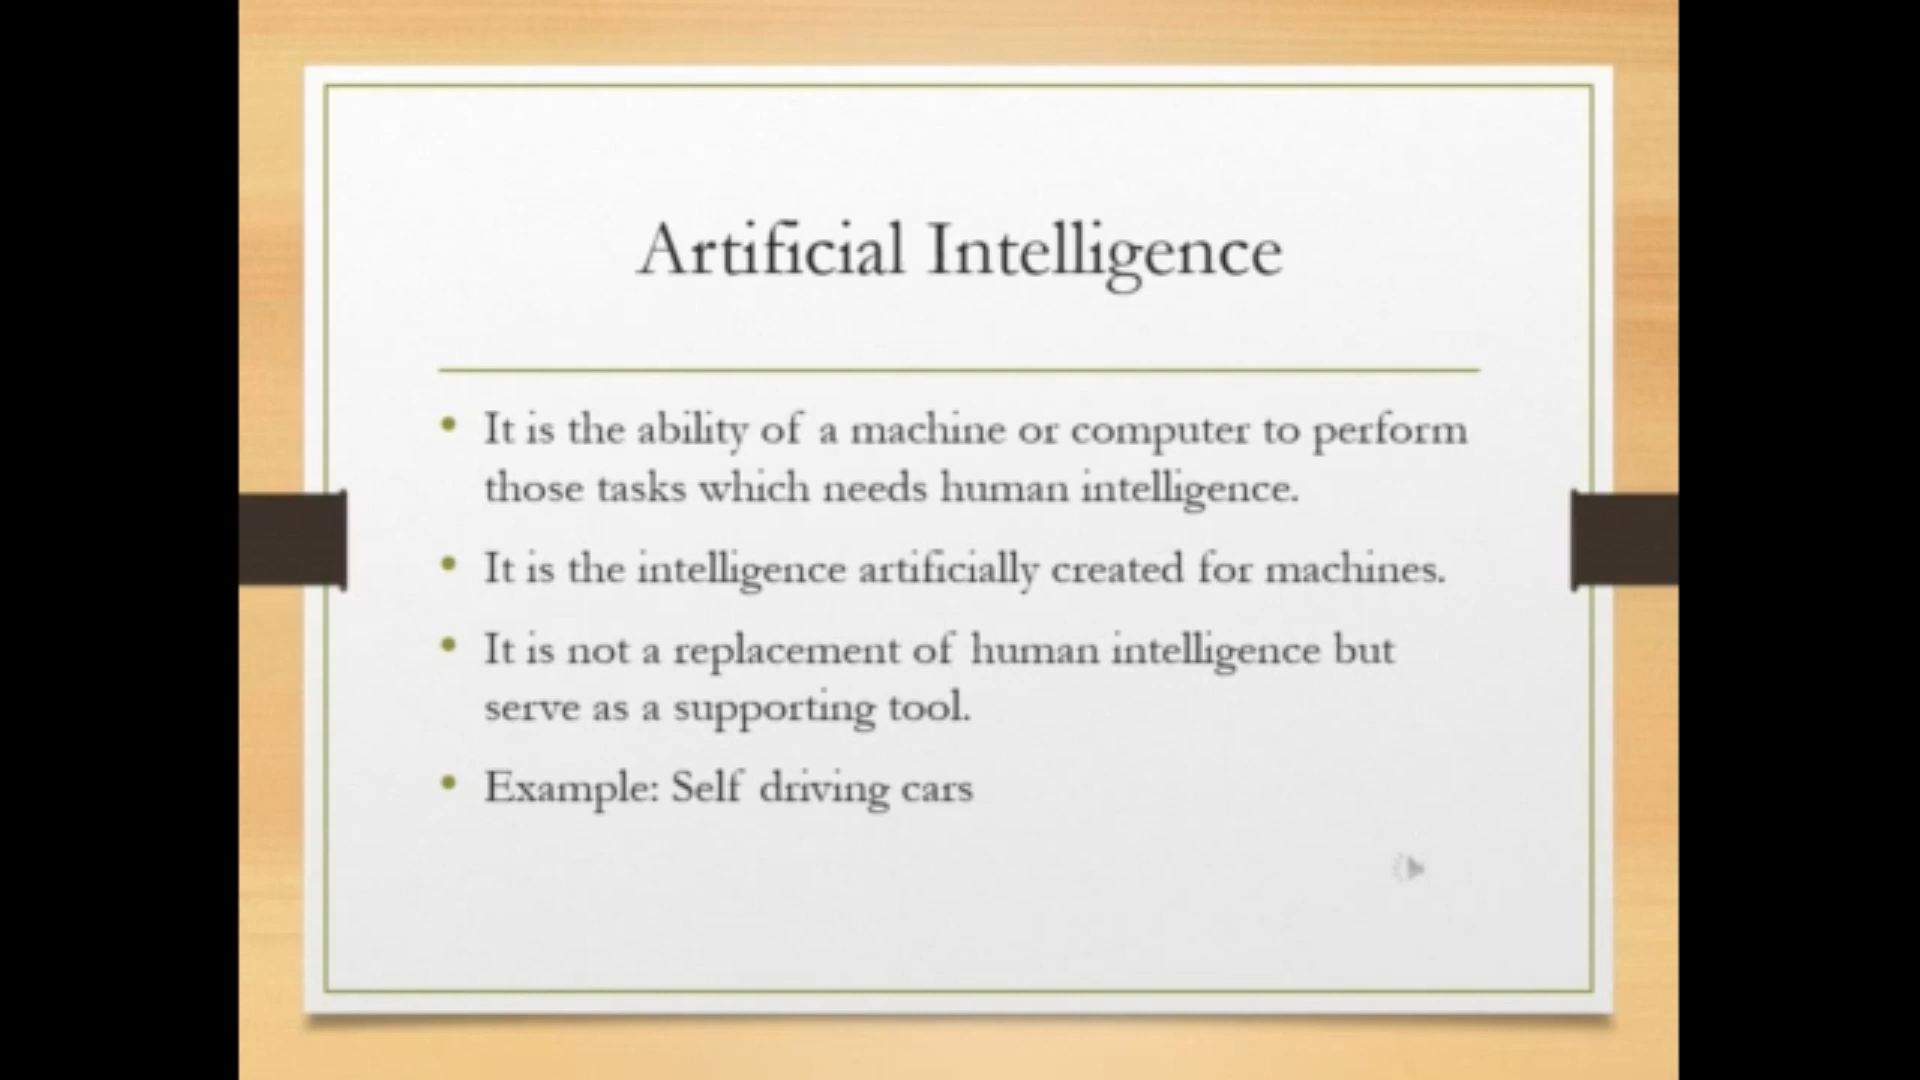 Artificial Intelligence
• It is the ability of a machine or computer to perform
those tasks which needs human intelligence.
• It is the intelligence artificially created for machines.
• It is not a replacement of human intelligence but
serve as a supporting tool.
• Example: Self driving cars